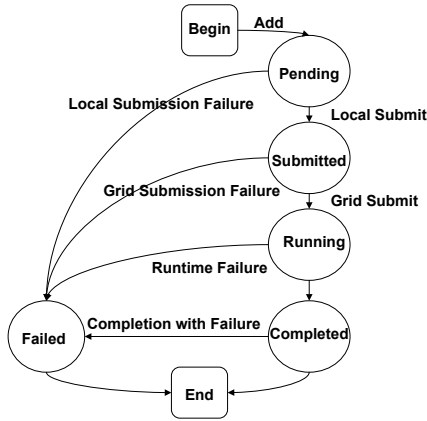 Begin
Add
Pending
Local Submission Failure
Local Submit
Submitted
Grid Submission Failure
Grid Submit
Running
Runtime Failure
Completion with Failure
Completed
Failed
End